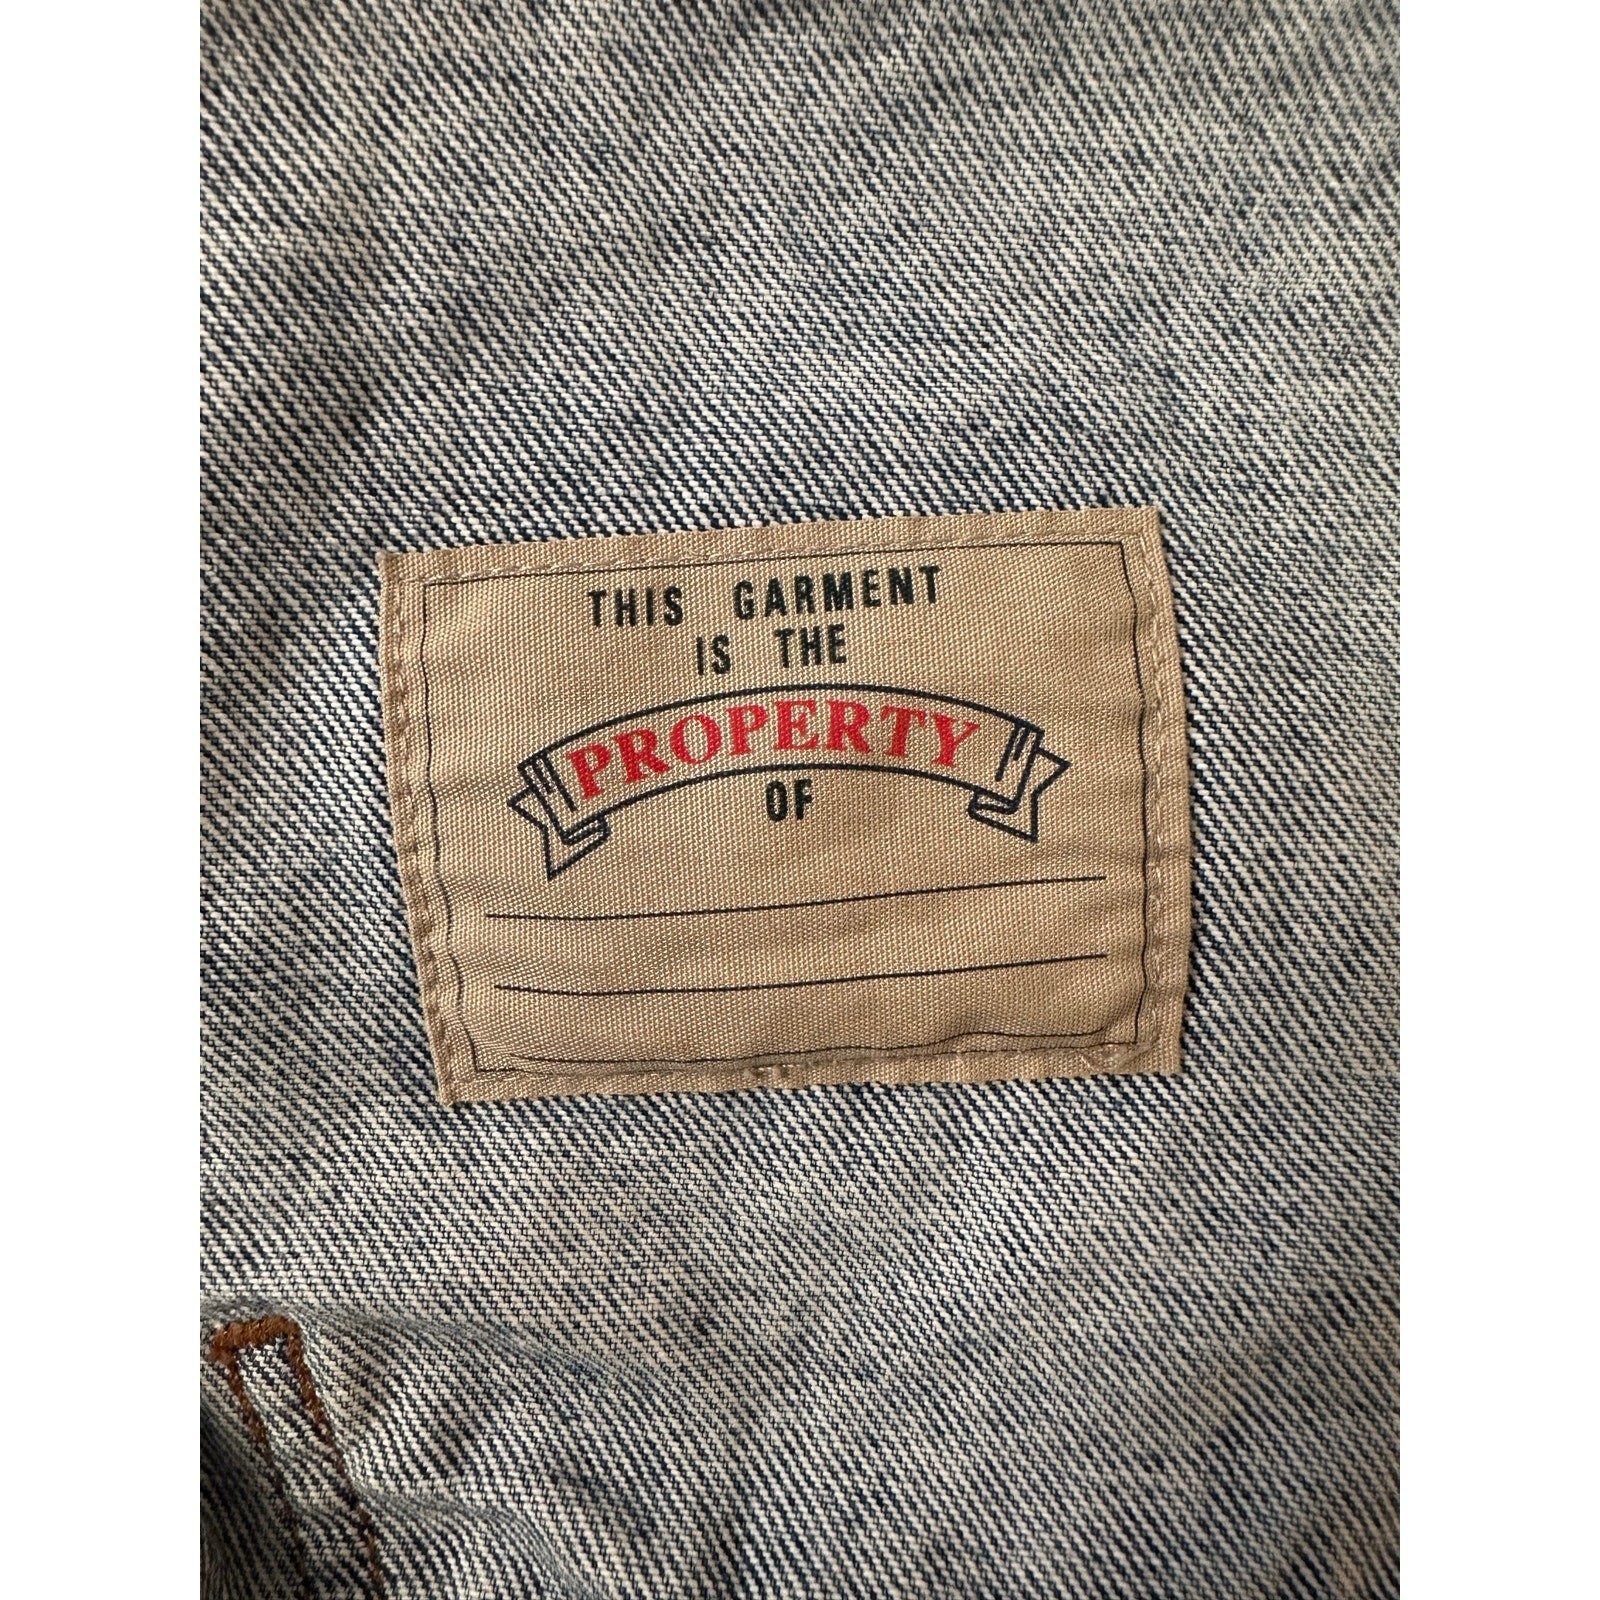 THIS GARMENT
IS THE
PROPERTY
OF